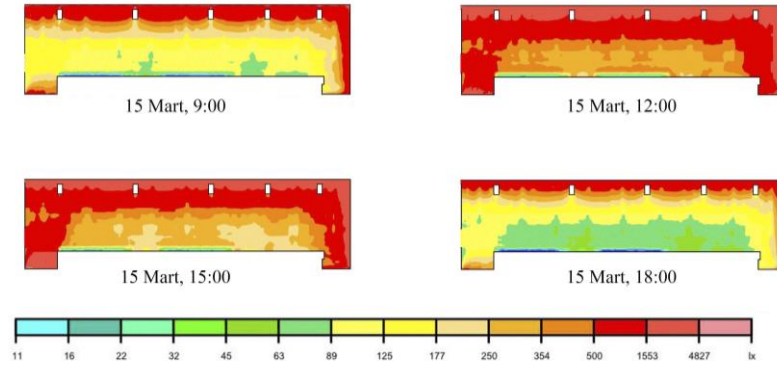 15 Mart, 9:00
15 Mart, 12:00
15 Mart, 15:00
15 Mart, 18:00
11 16 22 32 45 63 89 125 177 250 354 500 1553 4827 lx